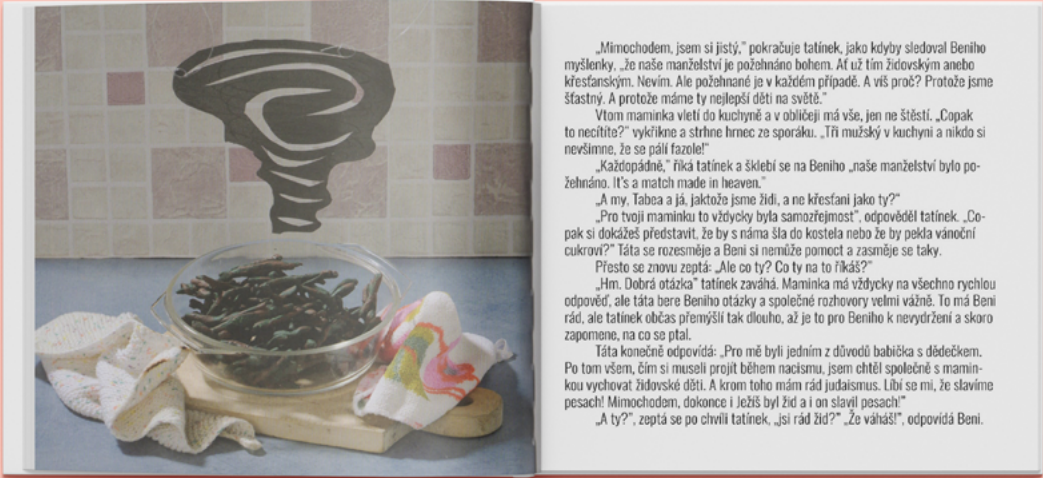 „Mimochodem, jsem si jistý,” pokračuje tatínek, jako kdyby sledoval Beniho
myšlenky, „že naše manželství je požehnáno bohem. Ať už tím židovským anebo
křesťanským. Nevím. Ale požehnané je v každém případě. A víš proč? Protože jsme
šťastný. A protože máme ty nejlepší děti na světě.”
Vtom maminka vletí do kuchyně a v obličeji má vše, jen ne štěstí. „Copak
to necítíte?” vykřikne a strhne hrnec ze sporáku. „Tři mužský v kuchyni a nikdo si
nevšimne, že se pálí fazole!“
„Každopádně,” říká tatínek a šklebí se na Beniho „naše manželství bylo po-
žehnáno. It's a match made in heaven.”
„A my, Tabea a já, jaktože jsme židi, a ne křesťani jako ty?“
„Pro tvoji maminku to vždycky byla samozřejmost”, odpověděl tatínek. „Co-
pak si dokážeš představit, že by s náma šla do kostela nebo že by pekla vánoční
cukroví?” Táta se rozesměje a Beni si nemůže pomoct a zasměje se taky.
Přesto se znovu zeptá: „Ale co ty? Co ty na to říkáš?”
„Hm. Dobrá otázka” tatínek zaváhá. Maminka má vždycky na všechno rychlou
odpověď, ale táta bere Beniho otázky a společné rozhovory velmi vážně. To má Beni
rád, ale tatínek občas přemýšlí tak dlouho, až je to pro Beniho k nevydržení a skoro
zapomene, na co se ptal.
Táta konečně odpovídá: „Pro mě byli jedním z důvodů babička s dědečkem.
Po tom všem, čím si museli projít během nacismu, jsem chtěl společně s mamin-
kou vychovat židovské děti. A krom toho mám rád judaismus. Líbí se mi, že slavíme
pesach! Mimochodem, dokonce i Ježíš byl žid a i on slavil pesach!”
„A ty?”, zeptá se po chvíli tatínek, „jsi rád žid?” „Že váháš!”, odpovídá Beni.